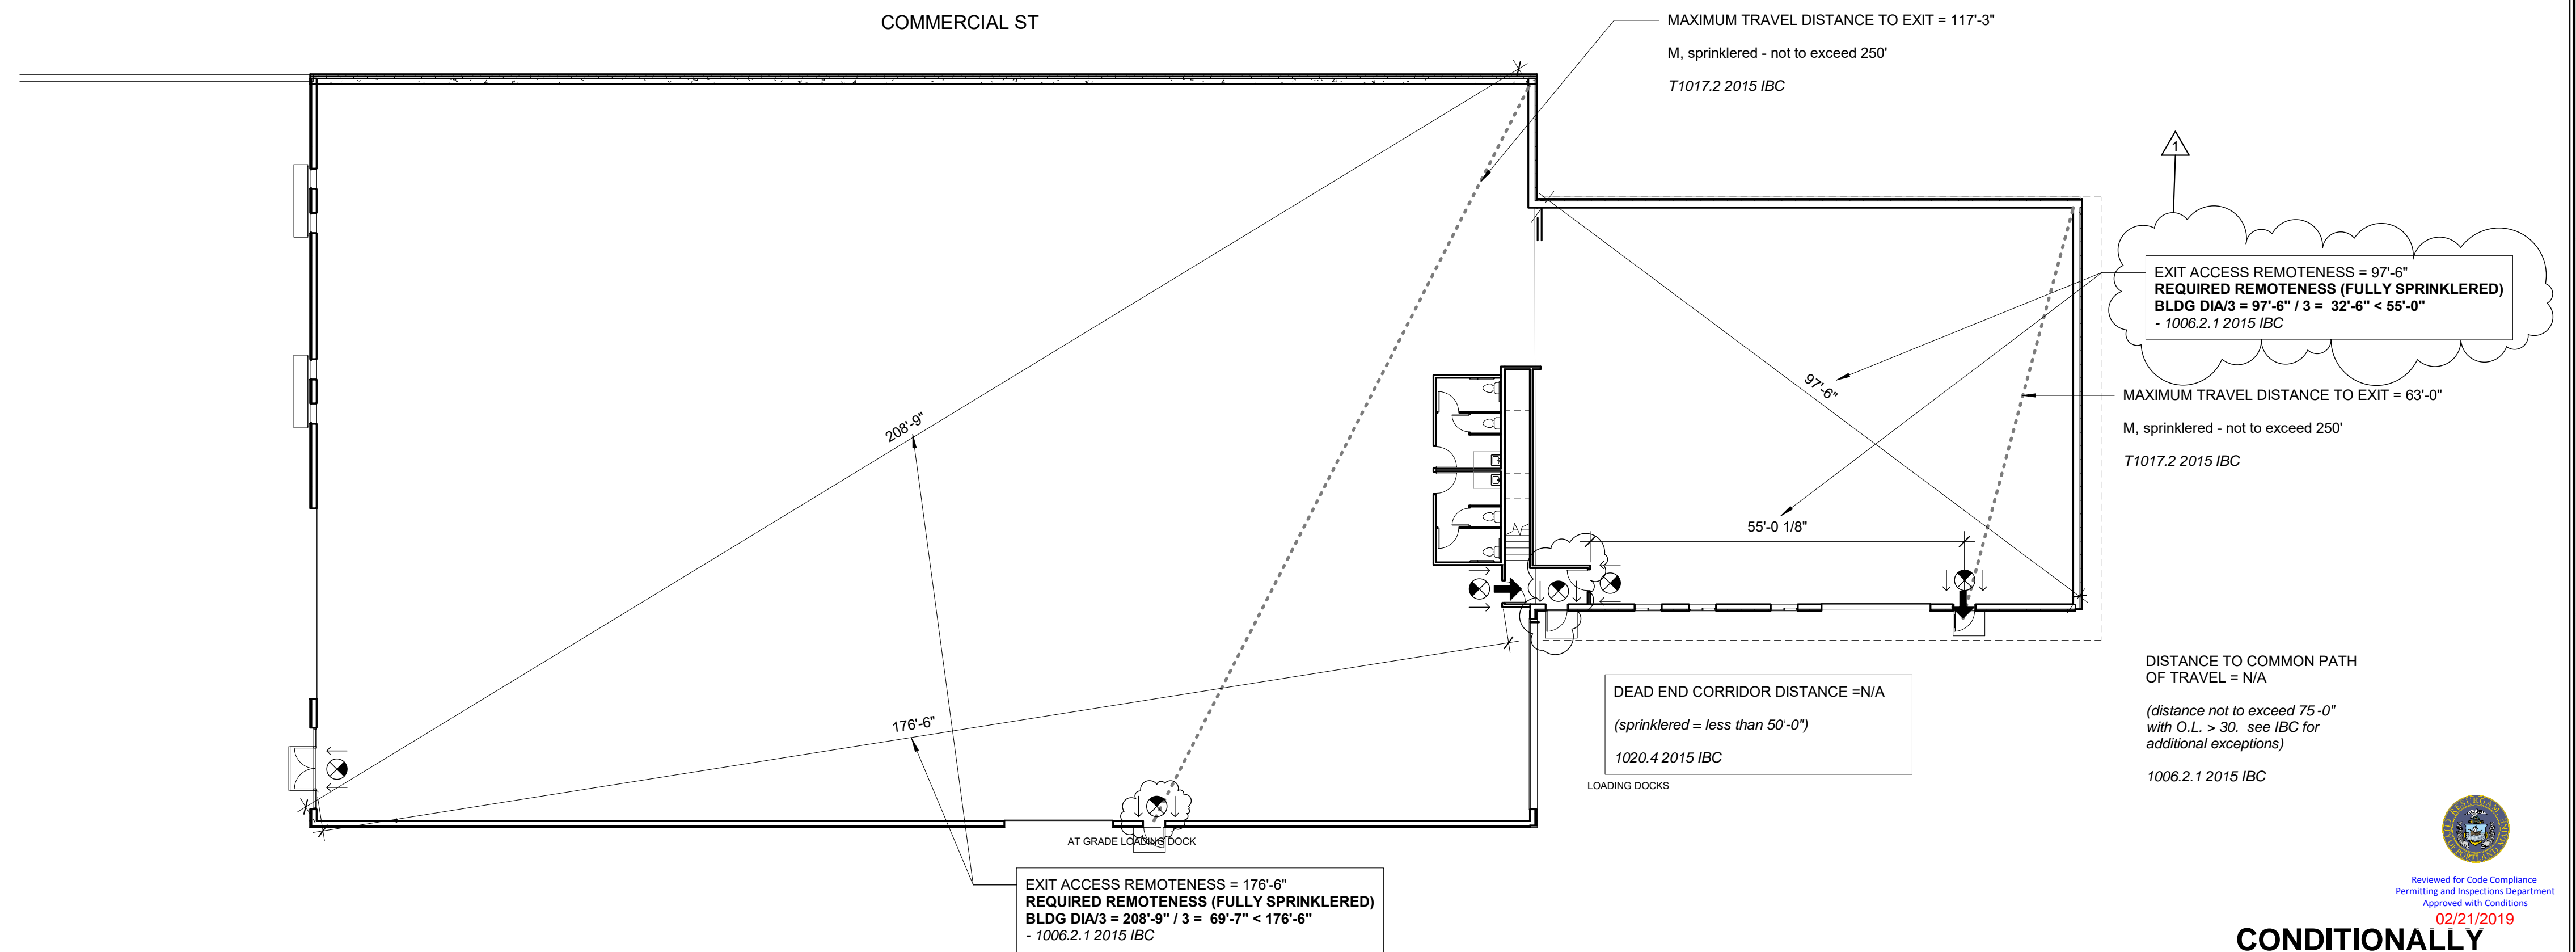 COMMERCIAL ST
MAXIMUM TRAVEL DISTANCE TO EXIT = 117'-3"
M, sprinklered - not to exceed 250'
T1017.2 2015 IBC
1
EXIT ACCESS REMOTENESS = 97'-6"
REQUIRED REMOTENESS (FULLY SPRINKLERED)
BLDG DIA/3 = 97'-6" / 3 =  32'-6" < 55'-0"
- 1006.2.1 2015 IBC
MAXIMUM TRAVEL DISTANCE TO EXIT = 63'-0"
M, sprinklered - not to exceed 250'
T1017.2 2015 IBC
97'-6"
208'-9"
55'-0 1/8"
176'-6"
DEAD END CORRIDOR DISTANCE =N/A
(sprinklered = less than 50'-0")
1020.4 2015 IBC
LOADING DOCKS
DISTANCE TO COMMON PATH
OF TRAVEL = N/A
(distance not to exceed 75'-0"
with O.L. > 30.  see IBC for
additional exceptions)
1006.2.1 2015 IBC
AT GRADE LOADING DOCK
EXIT ACCESS REMOTENESS = 176'-6"
REQUIRED REMOTENESS (FULLY SPRINKLERED)
BLDG DIA/3 = 208'-9" / 3 =  69'-7" < 176'-6"
- 1006.2.1 2015 IBC
RESURGAM
CITY OF PORTLAND MAINE
Reviewed for Code Compliance
Permitting and Inspections Department
Approved with Conditions
02/21/2019
CONDITIONALLY